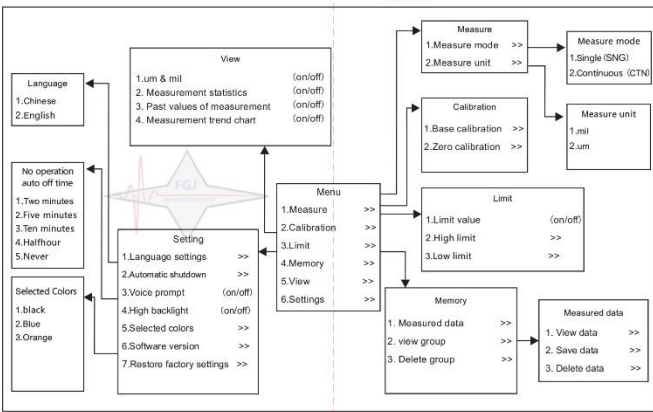 View
1.um & mil (on/off)
2. Measurement statistics (on/off)
3. Past values of measurement (on/off)
4. Measurement trend chart (on/off)
Language
1.Chinese
2.English
No operation
auto off time
1.Two minutes
2.Five minutes
3.Ten minutes
4.Halfhour
5.Never
Selected Colors
1.black
2.Blue
3.Orange
FGJ
Setting
1.Language settings >>
2.Automatic shutdown >>
3.Voice prompt (on/off)
4.High backlight (on/off)
5.Selected colors >>
6.Software version >>
7.Restore factory settings >>
Menu
1.Measure >>
2.Calibration >>
3.Limit >>
4.Memory >>
5.View >>
6.Settings >>
Measure
1.Measure mode >>
2.Measure unit >>
Measure mode
1.Single(SNG)
2.Continuous (CTN)
Calibration
1.Base calibration >>
2.Zero calibration >>
Measure unit
1.mil
2.um
Limit
1.Limit value (on/off)
2.High limit >>
3.Low limit >>
Memory
1. Measured data >>
2. view group >>
3. Delete group >>
Measured data
1. View data >>
2. Save data >>
3. Delete data >>